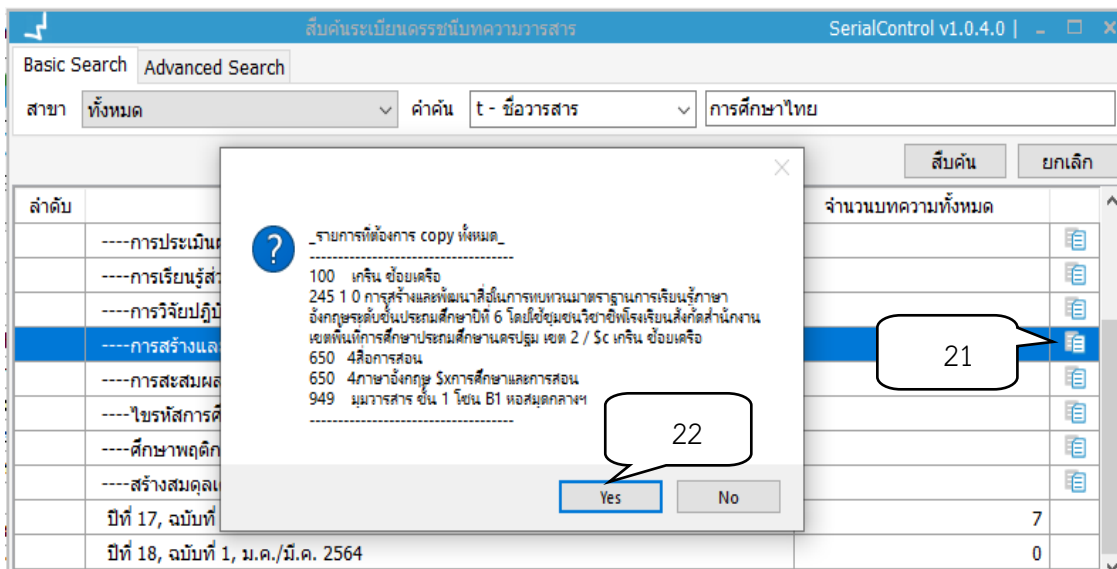 สืบค้นระเบียนดรรชนีบทความวารสาร SerialControl v1.0.4.0 |
Basic Search Advanced Search
สาขา ทั้งหมด คำค้น t - ชื่อวารสาร การศึกษาไทย
สืบค้น ยกเลิก
ลำดับ จำนวนบทความทั้งหมด
_รายการที่ต้องการ copy ทั้งหมด_
-------------------------------------
100 เกริน ช้อยเครือ
245 1 0 การสร้างและพัฒนาสื่อในการทบทวนมาตราฐานการเรียนรู้ภาษา
อังกฤษระดับชั้นประถมศึกษาปีที่ 6 โดยใช้ชุมชนวิชาชีพโรงเรียนสังกัดสำนักงาน
เขตพื้นที่การศึกษาประถมศึกษานครปฐม เขต 2 / $c เกริน ช้อยเครือ
650 4สื่อการสอน
650 4ภาษาอังกฤษ $xการศึกษาและการสอน
949 มุมวารสาร ชั้น 1 โซน B1 หอสมุดกลางฯ
-------------------------------------
Yes No
21
22
----การประเมิน
----การเรียนรู้
----การวิจัยปฏิ
----การสร้างและ
----การสะสมผล
----ไขรหัสการ
----ศึกษาพฤติก
----สร้างสมดุล
ปีที่ 17, ฉบับที่ 7
ปีที่ 18, ฉบับที่ 1, ม.ค./มี.ค. 2564 0